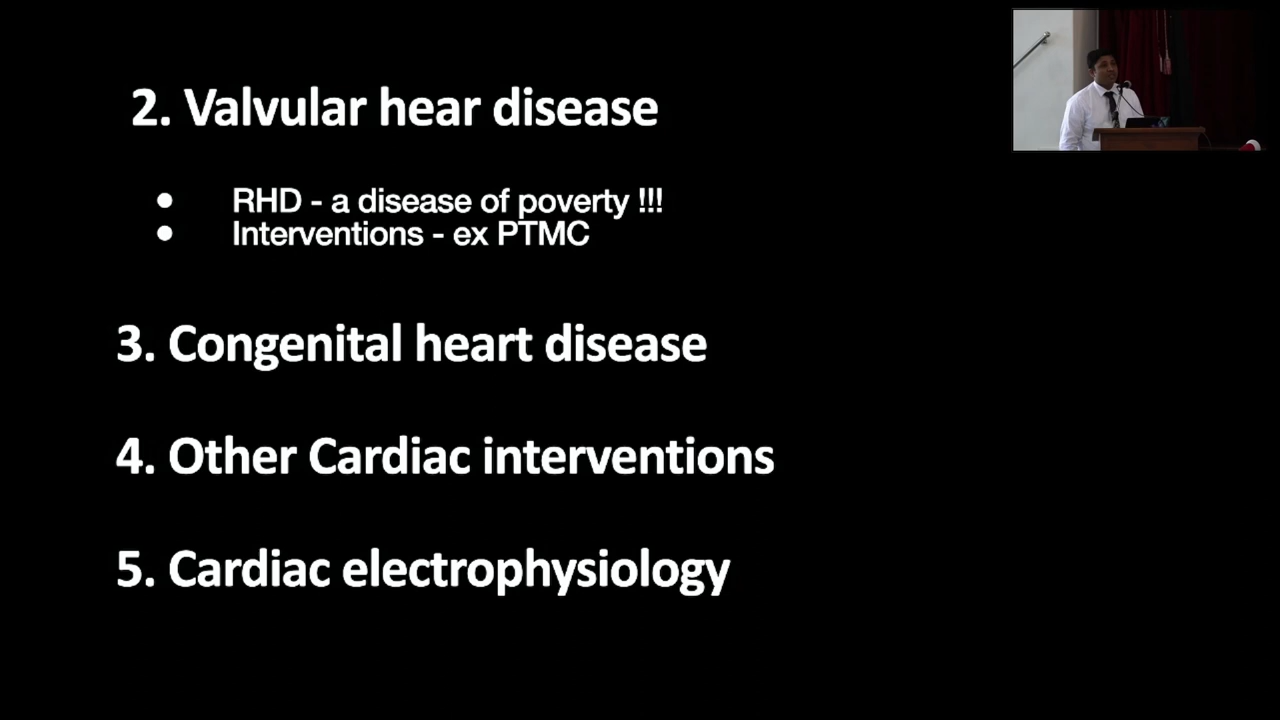 2. Valvular hear disease
● RHD - a disease of poverty !!!
● Interventions - ex PTMC
3. Congenital heart disease
4. Other Cardiac interventions
5. Cardiac electrophysiology